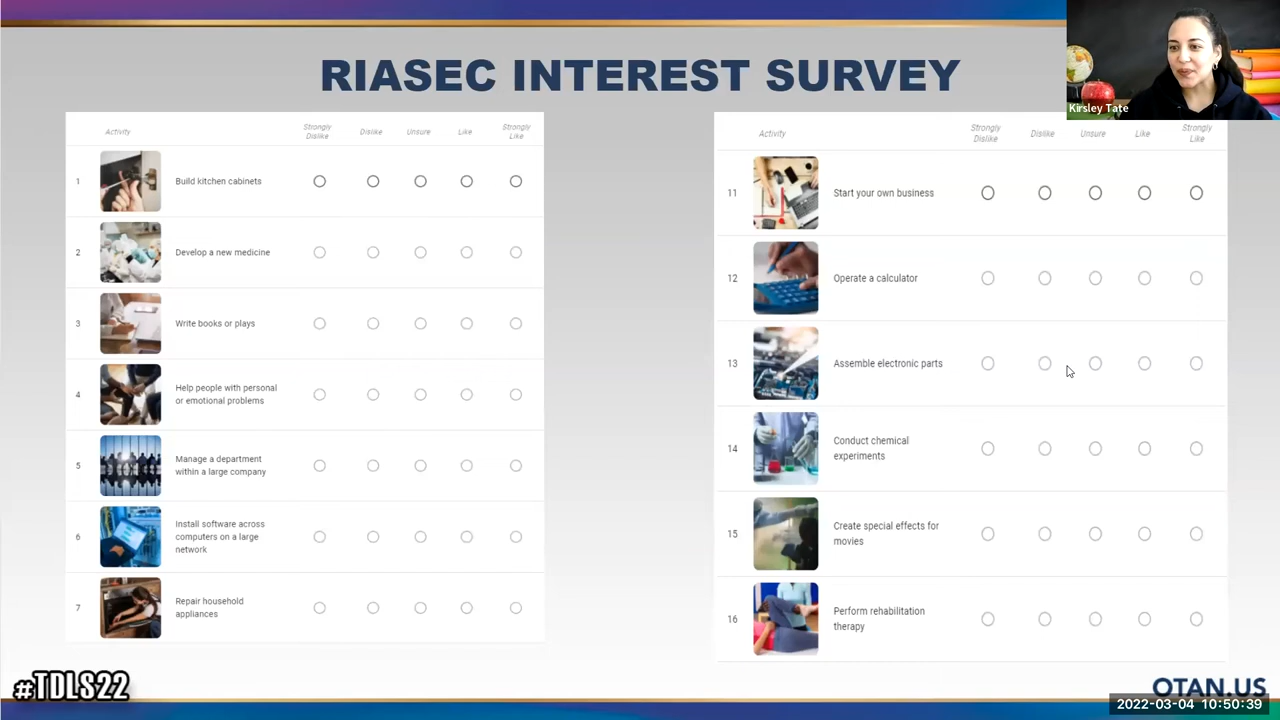 RIASEC INTEREST SURVEY
Kirsley Tate
Activity
Strongly
Dislike
Dislike
Unsure
Like
Strongly
Like
1
Build kitchen cabinets
2
Develop a new medicine
3
Write books or plays
4
Help people with personal
or emotional problems
5
Manage a department
within a large company
6
Install software across
computers on a large
network
7
Repair household
appliances
Activity
Strongly
Dislike
Dislike
Unsure
Like
Strongly
Like
11
Start your own business
12
Operate a calculator
13
Assemble electronic parts
14
Conduct chemical
experiments
15
Create special effects for
movies
16
Perform rehabilitation
therapy
#TDLS22
OTAN.US
2022-03-04 10:50:39